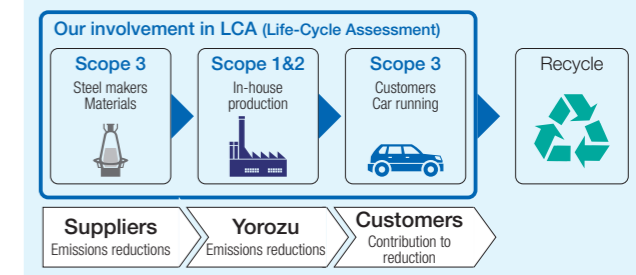 Our involvement in LCA (Life-Cycle Assessment)
Scope 3
Steel makers
Materials
Scope 1&2
In-house
production
Scope 3
Customers
Car running
Recycle
Suppliers
Emissions reductions
Yorozu
Emissions reductions
Customers
Contribution to
reduction